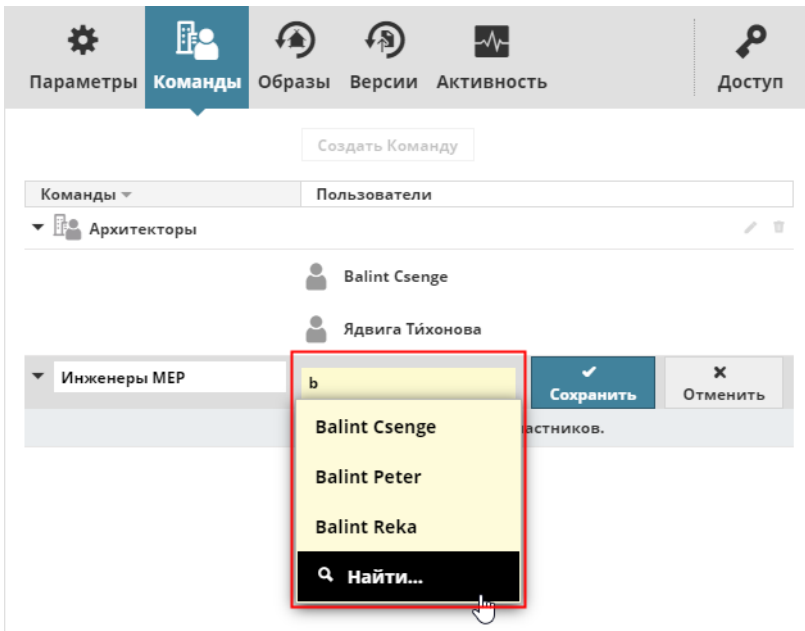 Параметры Команды Образы Версии Активность Доступ
Создать Команду
Команды Пользователи
Архитекторы
Balint Csenge
Ядвига Ти́хонова
Инженеры MEP b Сохранить Отменить
Balint Csenge астников.
Balint Peter
Balint Reka
Найти...